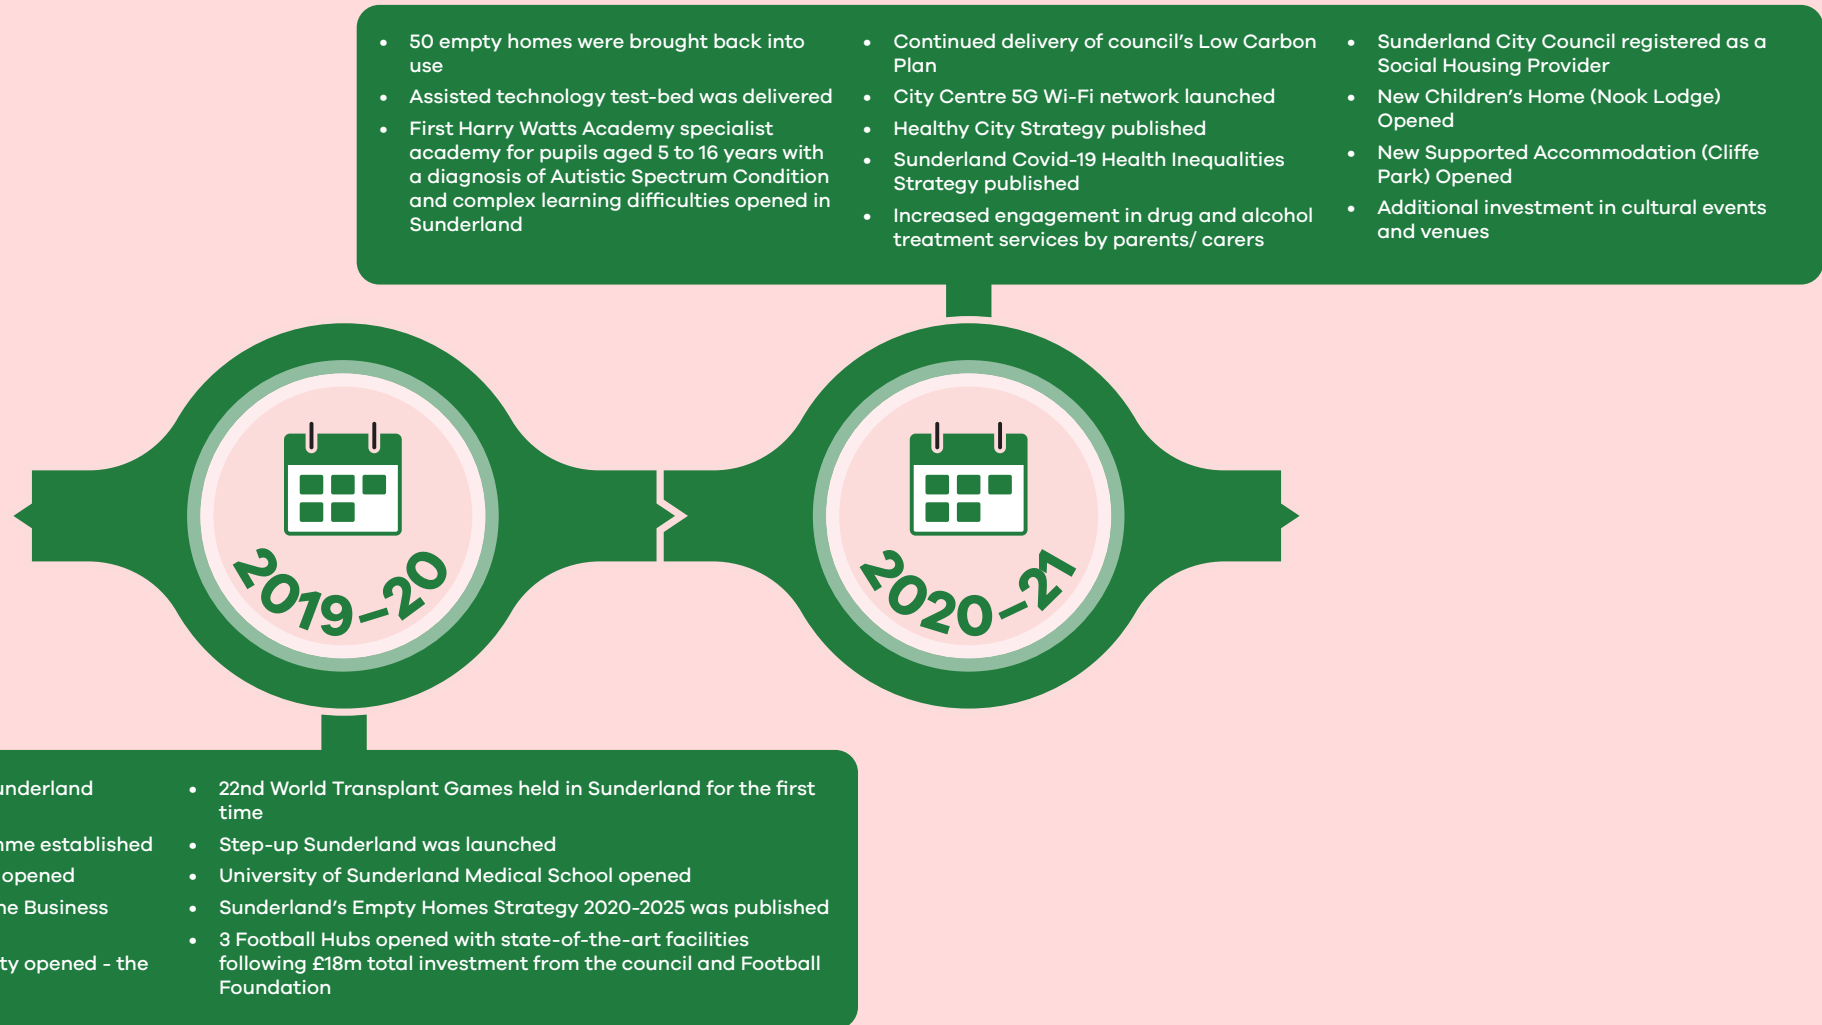 • 50 empty homes were brought back into
use
• Assisted technology test-bed was delivered
• First Harry Watts Academy specialist
academy for pupils aged 5 to 16 years with
a diagnosis of Autistic Spectrum Condition
and complex learning difficulties opened in
Sunderland
• Continued delivery of council’s Low Carbon
Plan
• City Centre 5G Wi-Fi network launched
• Healthy City Strategy published
• Sunderland Covid-19 Health Inequalities
Strategy published
• Increased engagement in drug and alcohol
treatment services by parents/ carers
• Sunderland City Council registered as a
Social Housing Provider
• New Children’s Home (Nook Lodge)
Opened
• New Supported Accommodation (Cliffe
Park) Opened
• Additional investment in cultural events
and venues
2019–20
2020–21
established
opened
Business
opened - the
• 22nd World Transplant Games held in Sunderland for the first
time
• Step-up Sunderland was launched
• University of Sunderland Medical School opened
• Sunderland’s Empty Homes Strategy 2020-2025 was published
• 3 Football Hubs opened with state-of-the-art facilities
following £18m total investment from the council and Football
Foundation